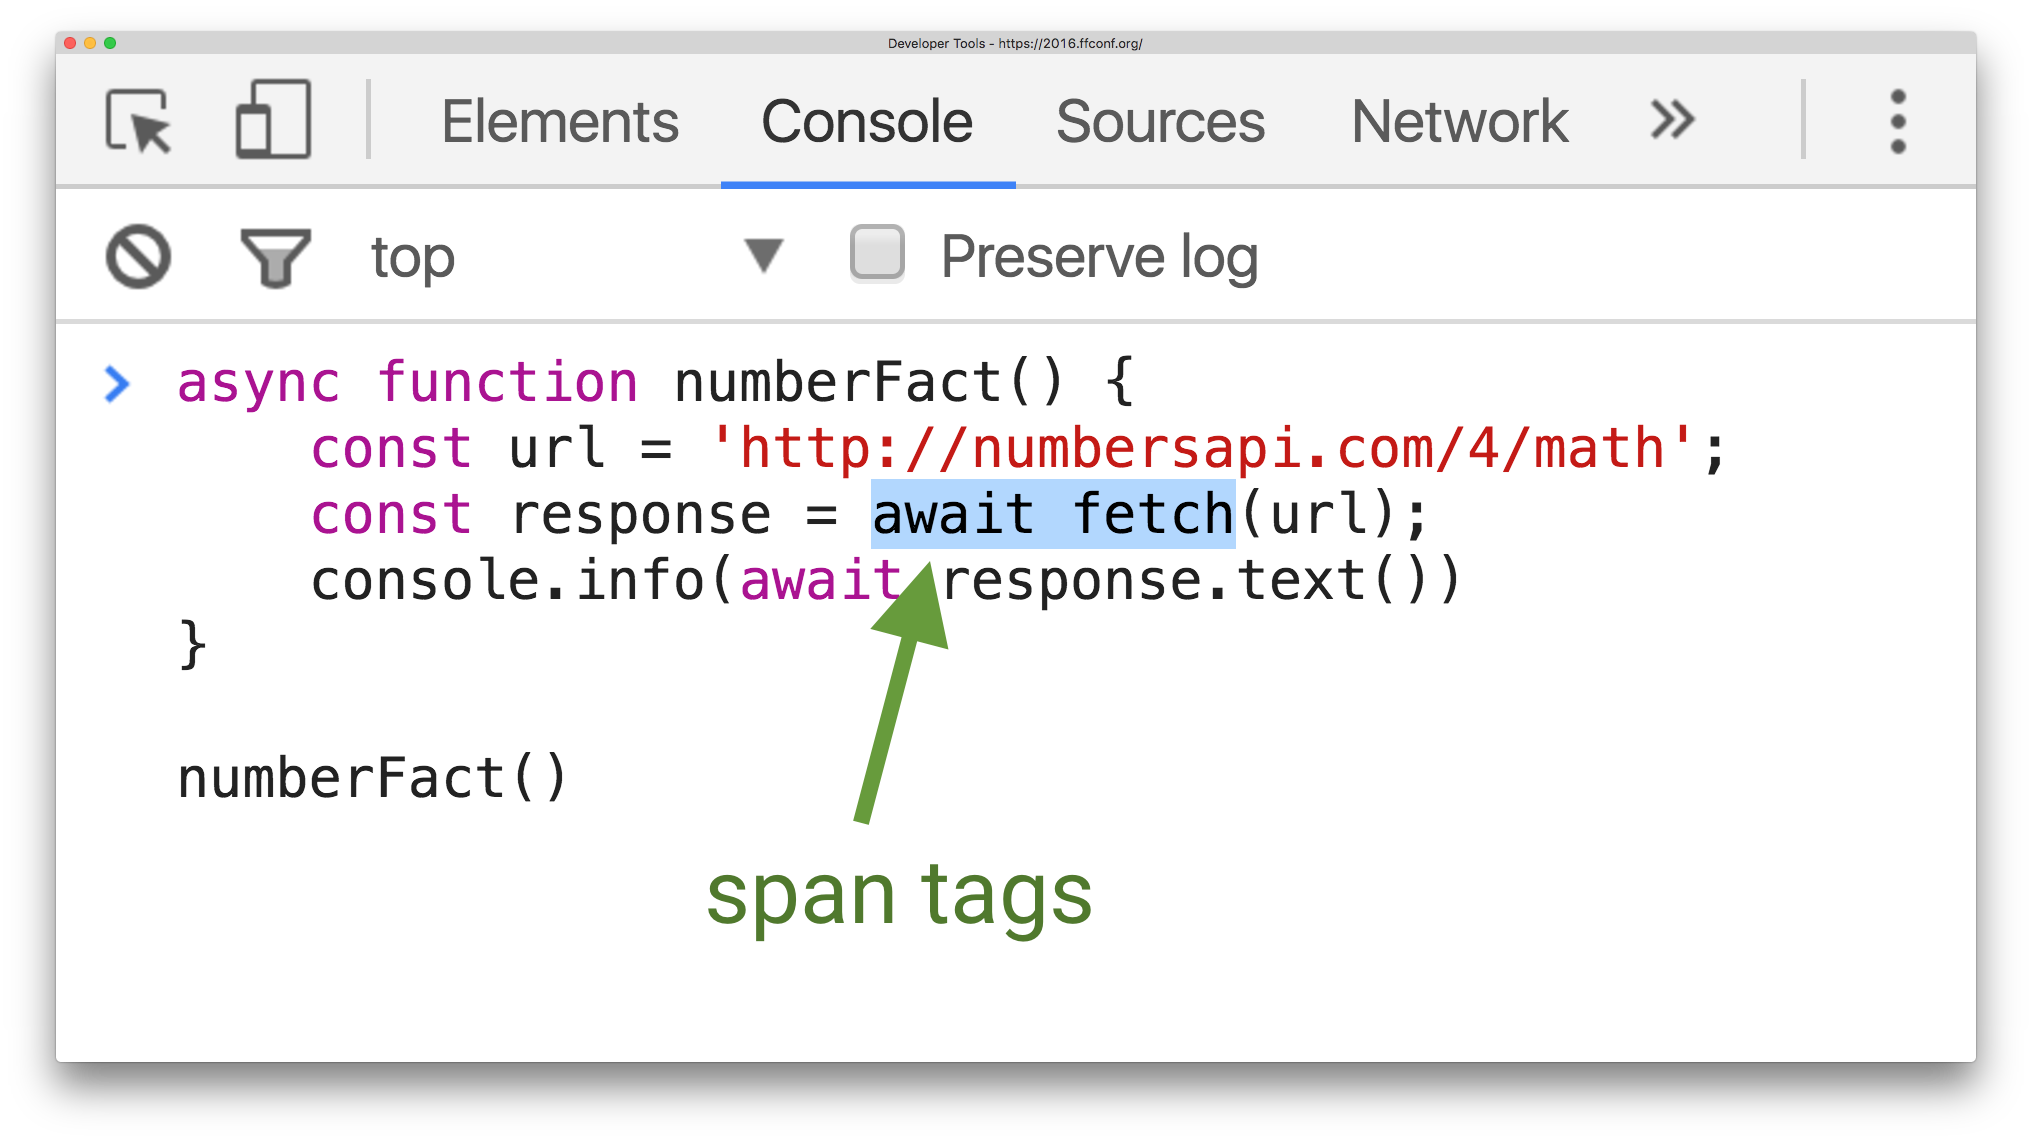 Developer Tools - https://2016.ffconf.org/
Elements Console Sources Network
top Preserve log
async function numberFact() {
    const url = 'http://numbersapi.com/4/math';
    const response = await fetch(url);
    console.info(await response.text())
}
numberFact()
span tags